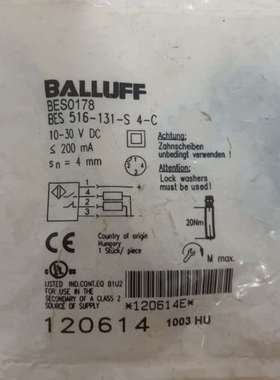 BALLUFF
BES0178
BES 516-131-S 4-C
10-30 V DC
≤ 200 mA
sn = 4 mm
Achtung:
Zahnscheiben
unbedingt verwenden!
Attention:
Lock washers
must be used!
1
4
2
3
20Nm
Country of origin
Hungary
1 Stück/ piece
M max.
CE
LISTED IND.CONT.EQ 81U2
FOR USE IN THE
SECONDARY OF A CLASS 2
SOURCE OF SUPPLY
*120614E*
120614
1003 HU